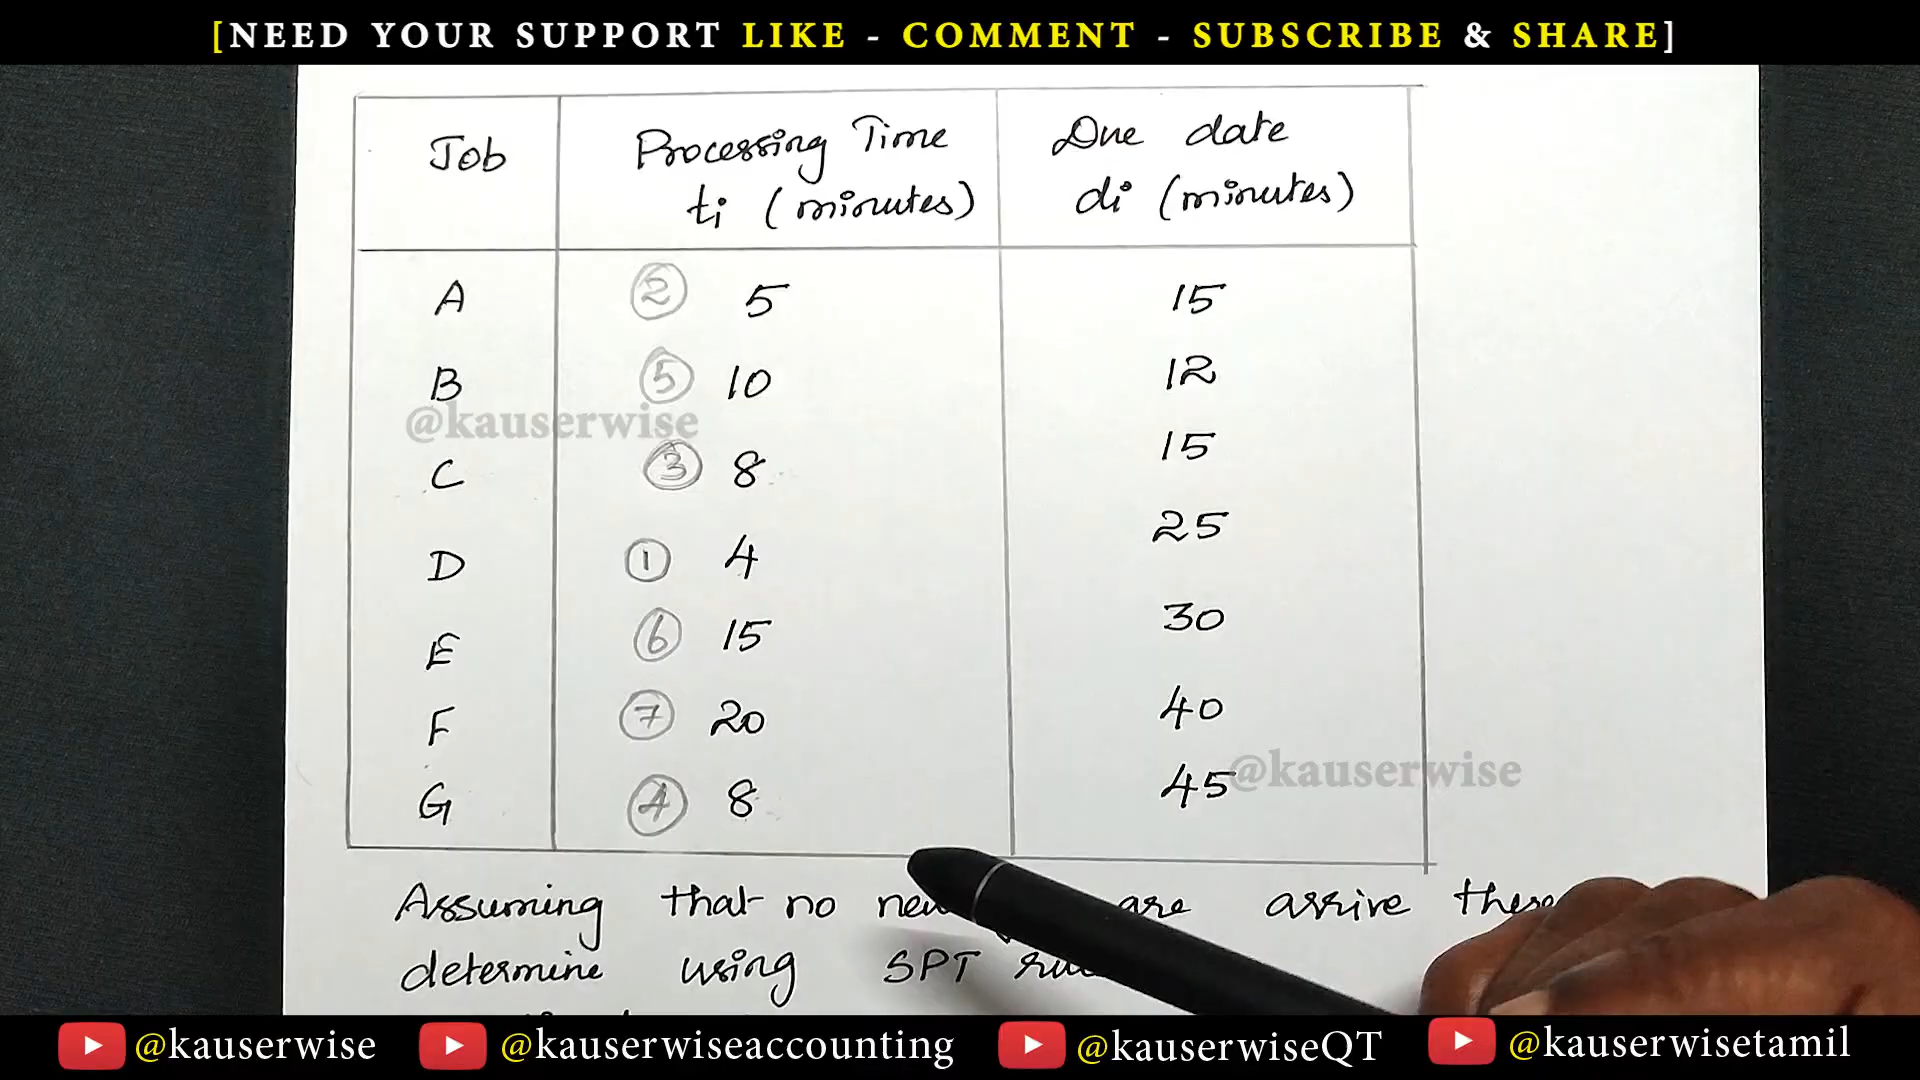 [NEED YOUR SUPPORT LIKE - COMMENT - SUBSCRIBE & SHARE]
Job Processing Time Due date
ti (minutes) di (minutes)
A ② 5 15
B ⑤ 10 12
@kauserwise
C ③ 8 15
D ① 4 25
E ⑥ 15 30
F ⑦ 20 40
@kauserwise
G ④ 8 45
Assuming that no are arrive
determine using SPT
@kauserwise @kauserwiseaccounting @kauserwiseQT @kauserwisetamil